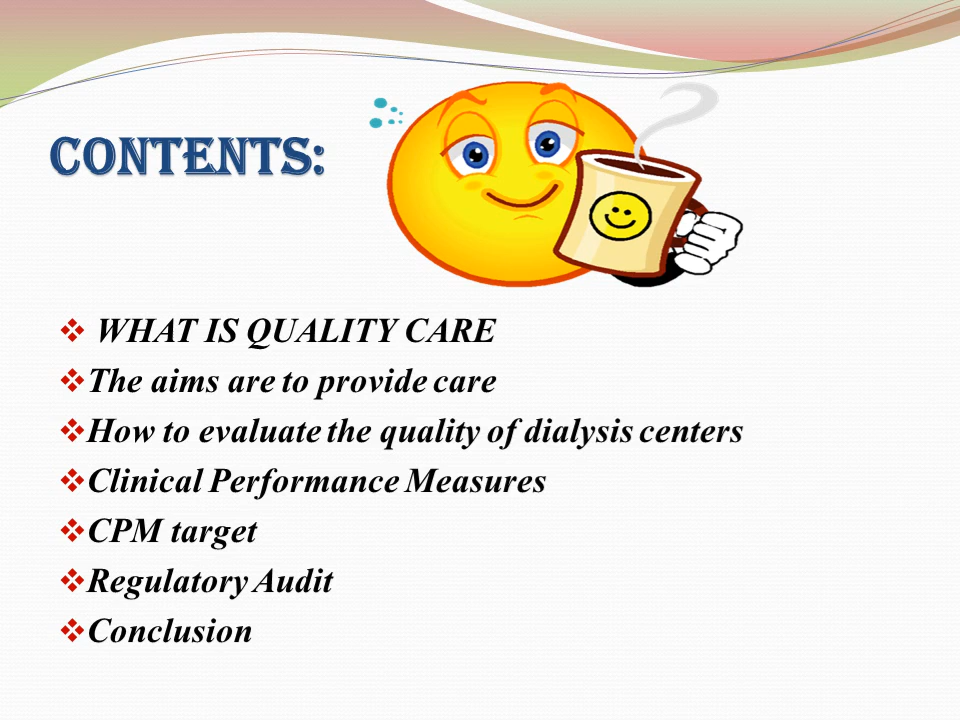 CONTENTS:
❖ WHAT IS QUALITY CARE
❖ The aims are to provide care
❖ How to evaluate the quality of dialysis centers
❖ Clinical Performance Measures
❖ CPM target
❖ Regulatory Audit
❖ Conclusion